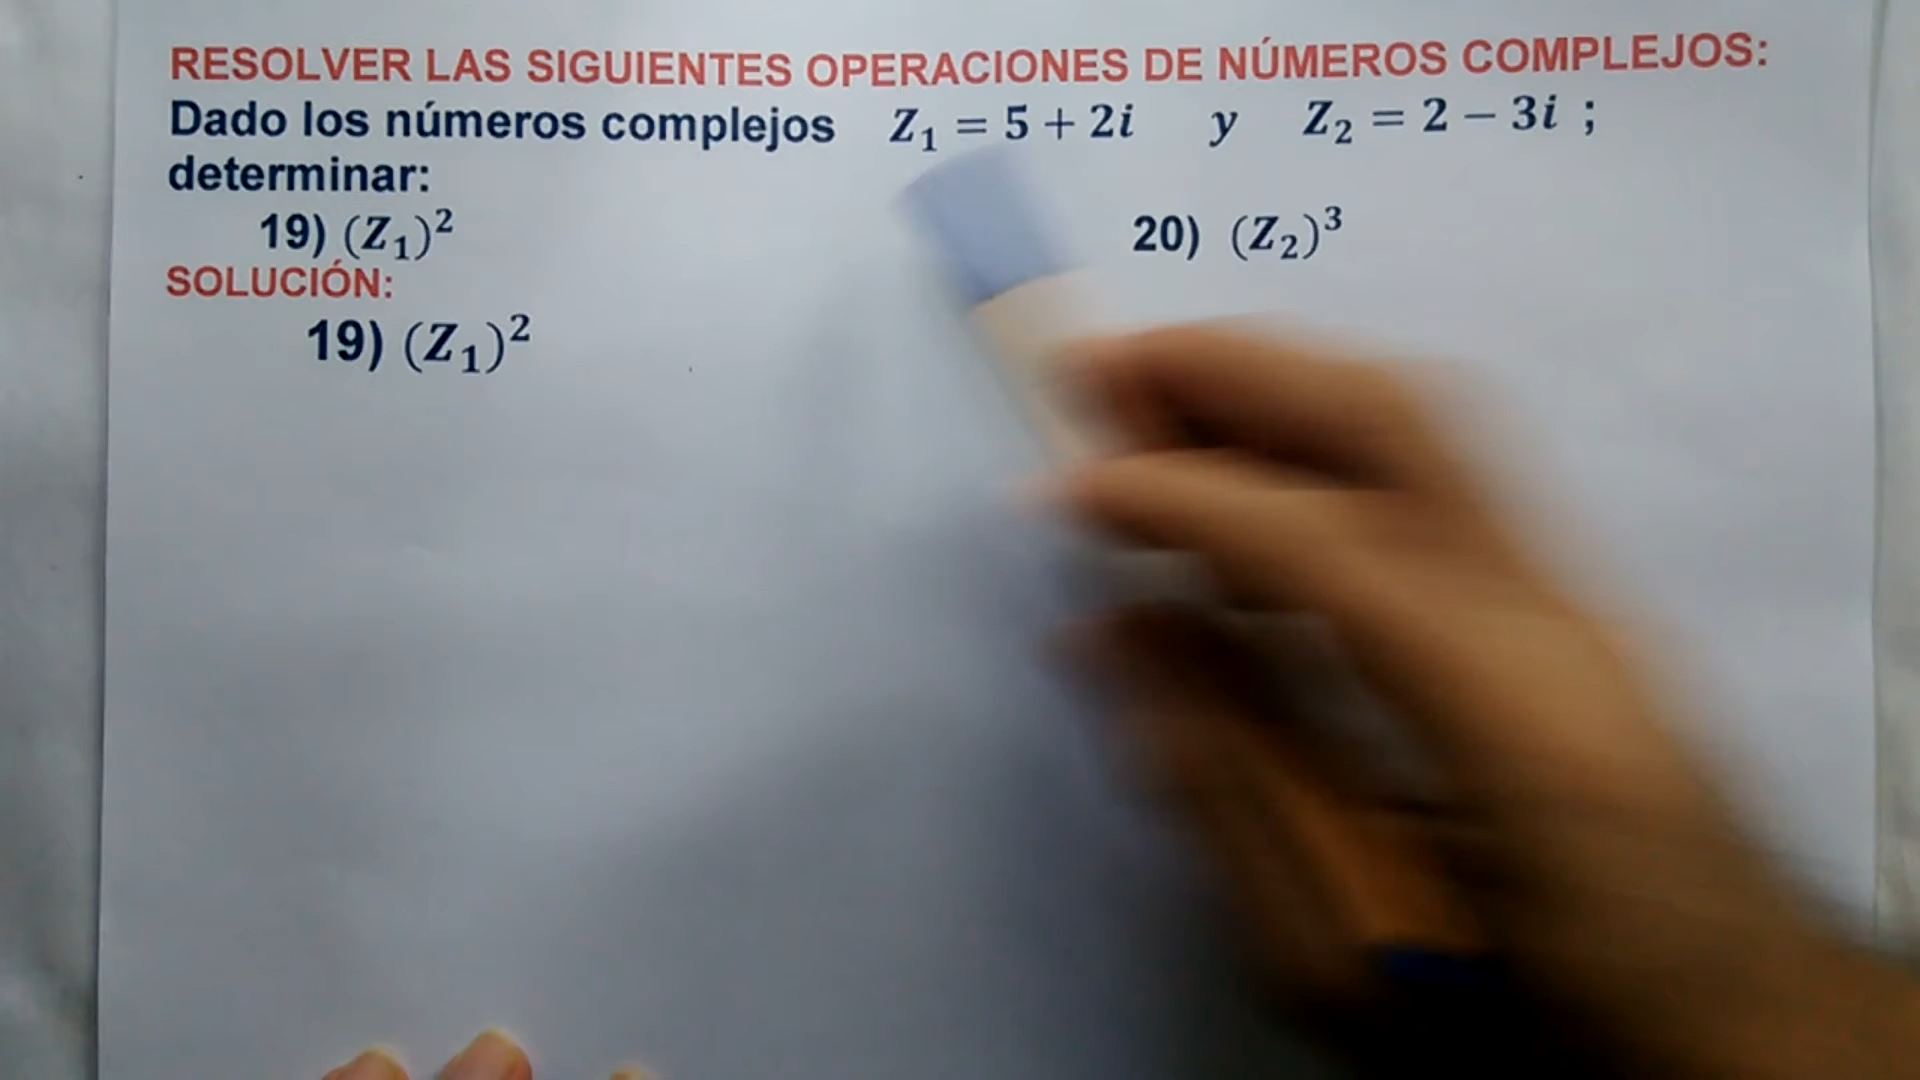 RESOLVER LAS SIGUIENTES OPERACIONES DE NÚMEROS COMPLEJOS:
Dado los números complejos Z₁ = 5 + 2i y Z₂ = 2 − 3i ;
determinar:
19) (Z₁)² 20) (Z₂)³
SOLUCIÓN:
19) (Z₁)²